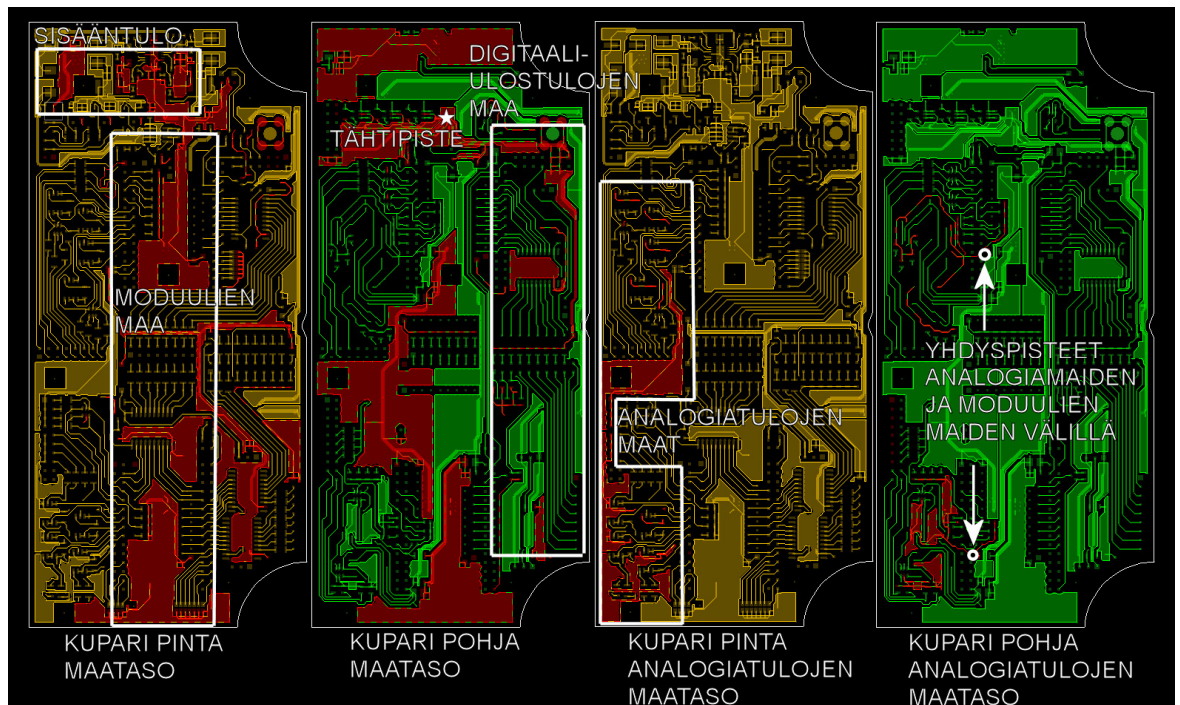 SISÄÄNTULO
MODUULIEN
MAA
KUPARI PINTA
MAATASO
DIGITAALI-
ULOSTULOJEN
MAA
TÄHTIPISTE
KUPARI POHJA
MAATASO
ANALOGIATULOJEN
MAAT
KUPARI PINTA
ANALOGIATULOJEN
MAATASO
YHDYSPISTEET
ANALOGIAMAIDEN
JA MODUULIEN
MAIDEN VÄLILLÄ
KUPARI POHJA
ANALOGIATULOJEN
MAATASO